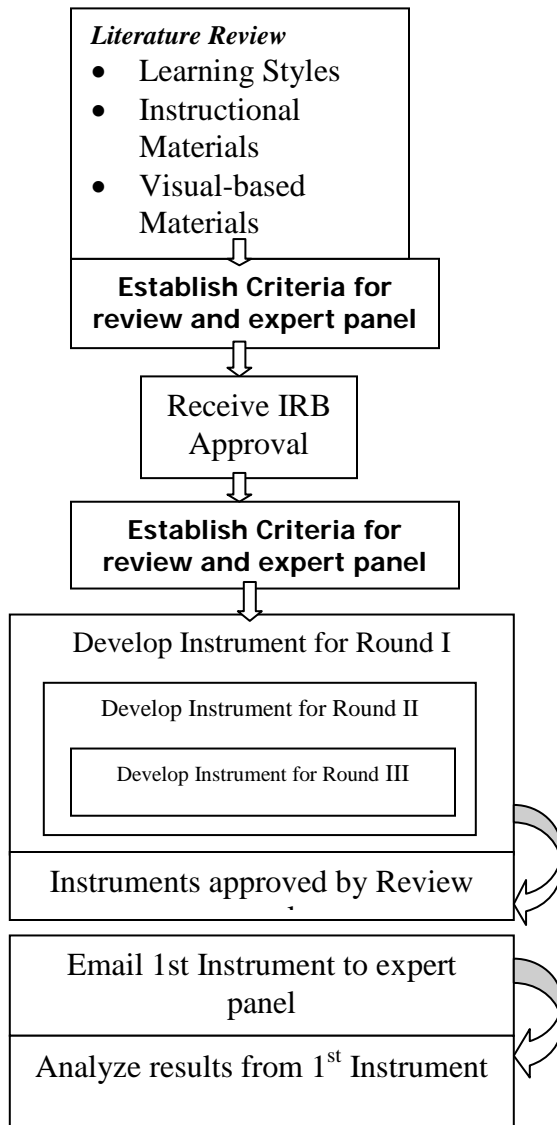 Literature Review
• Learning Styles
• Instructional
Materials
• Visual-based
Materials
Establish Criteria for
review and expert panel
Receive IRB
Approval
Establish Criteria for
review and expert panel
Develop Instrument for Round I
Develop Instrument for Round II
Develop Instrument for Round III
Instruments approved by Review
Email 1st Instrument to expert
panel
Analyze results from 1st Instrument